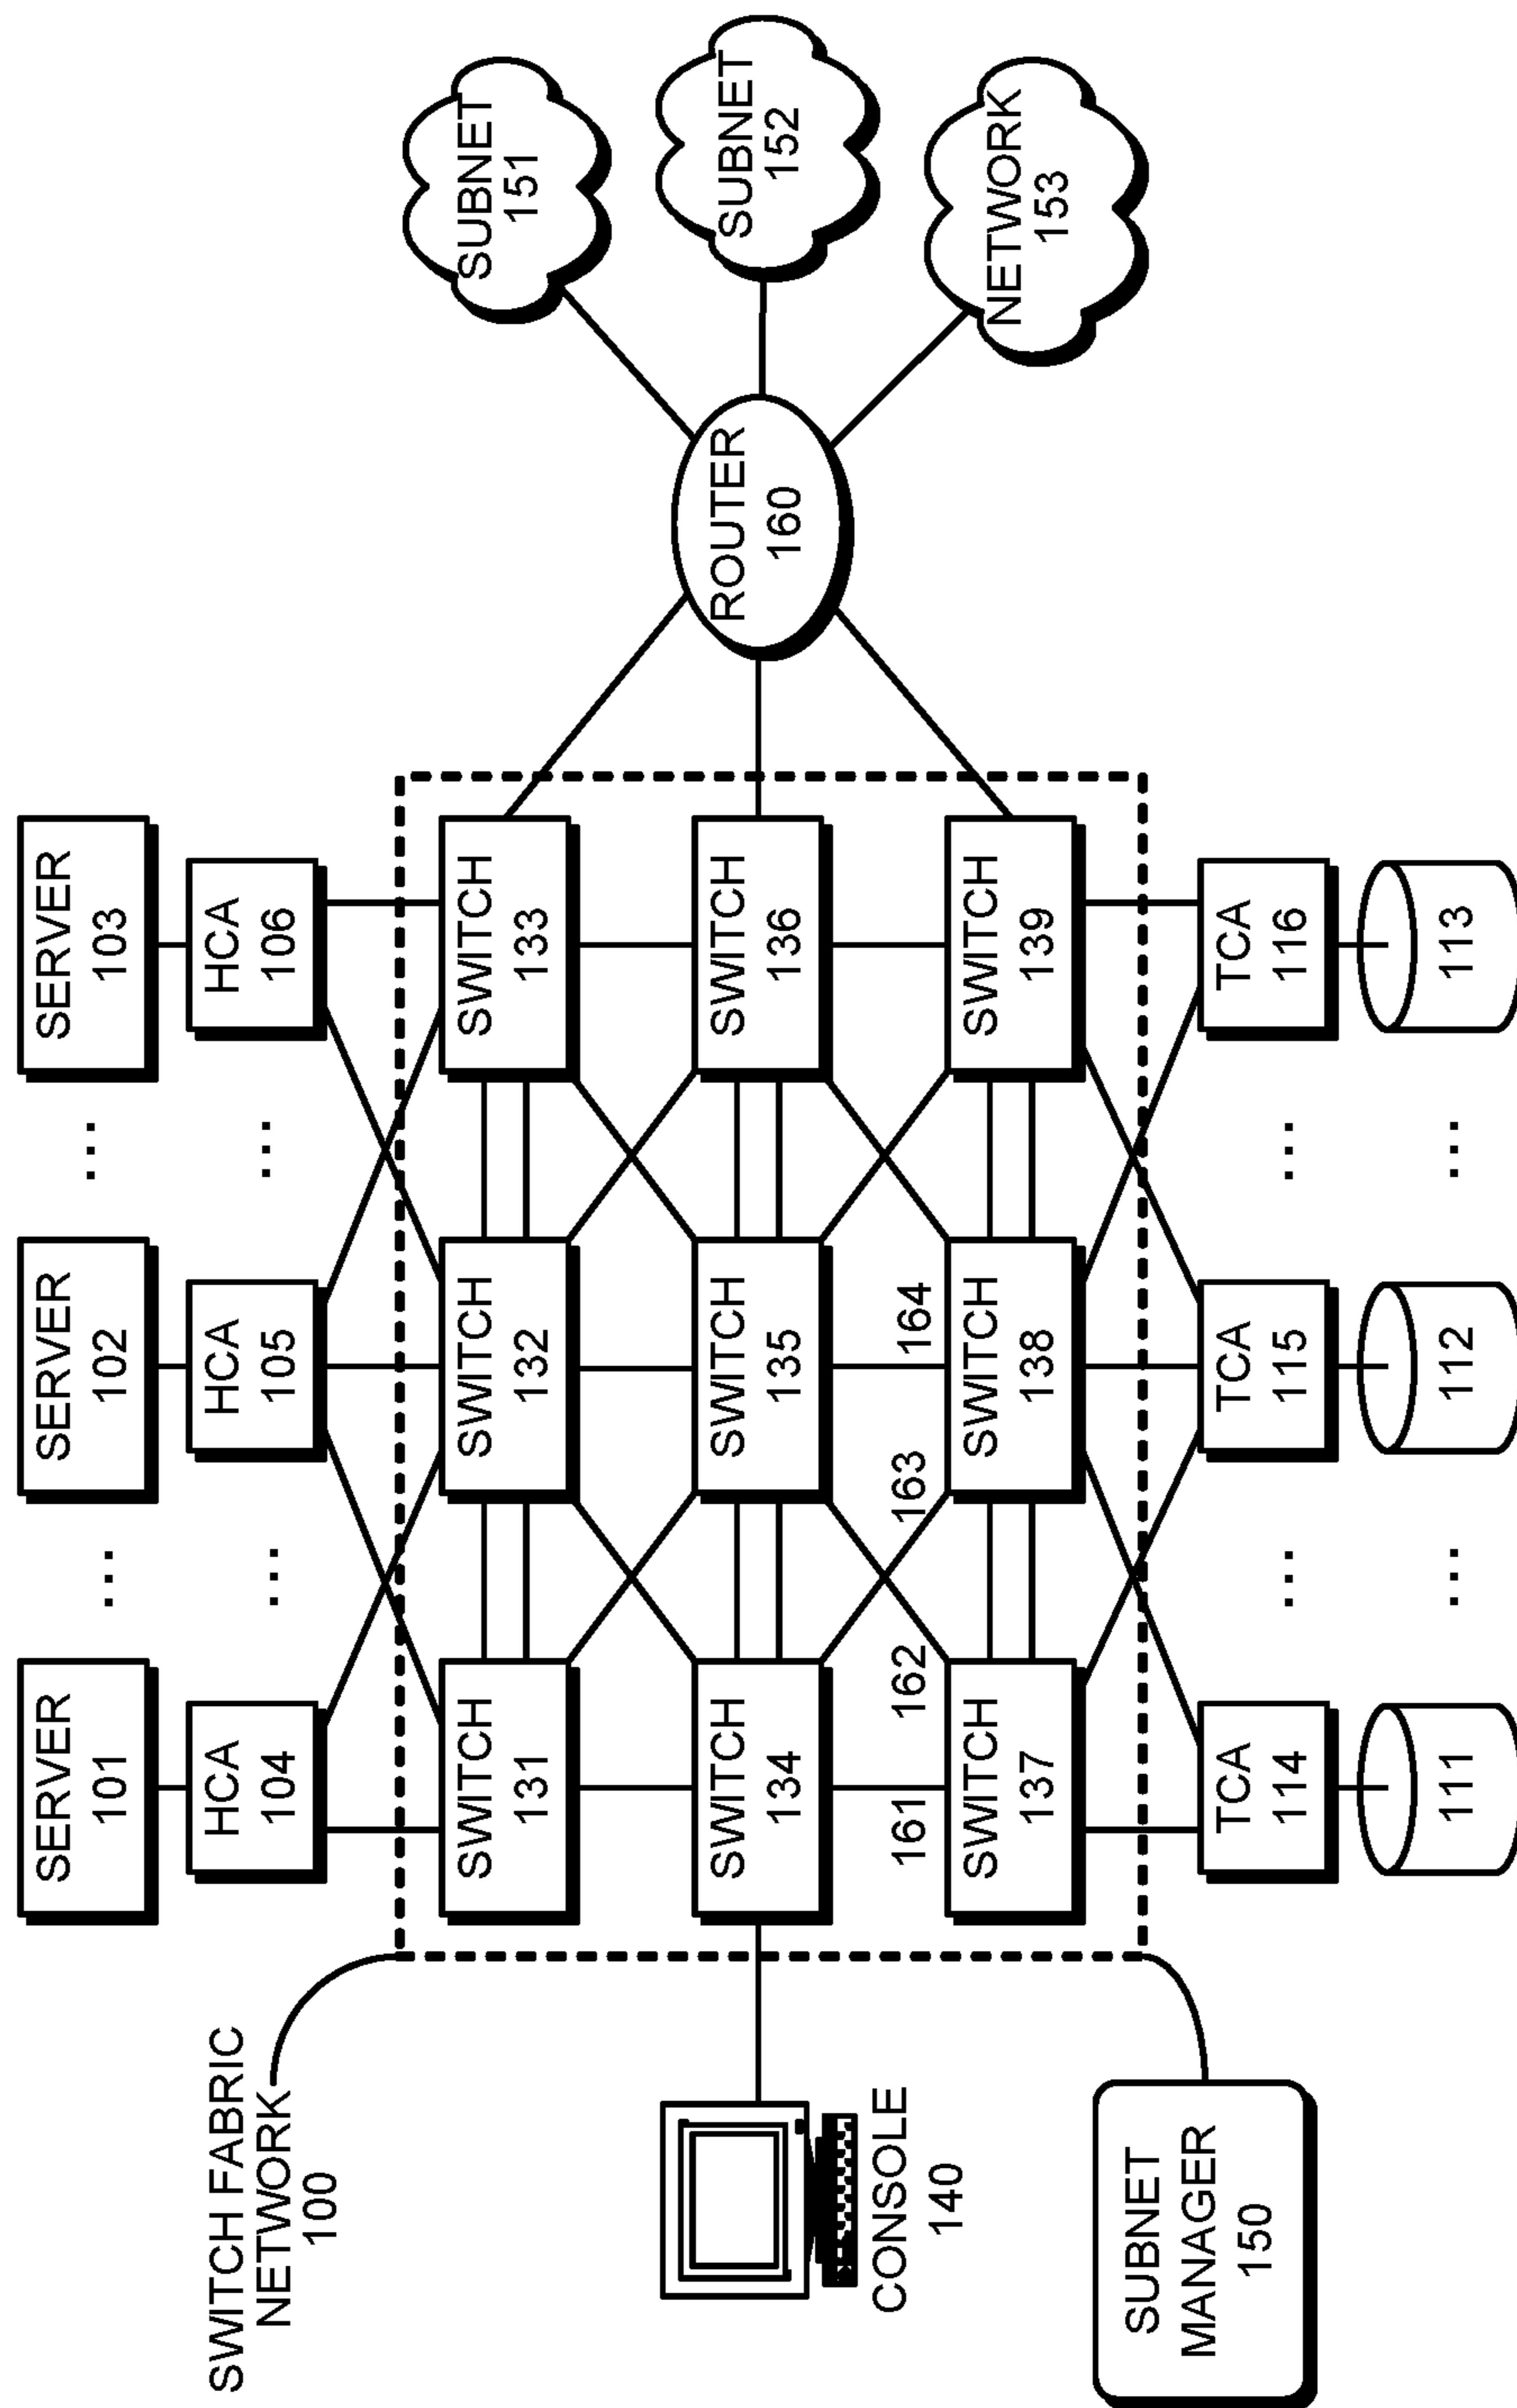 SERVER
101
...
SERVER
102
...
SERVER
103
HCA
104
...
HCA
105
...
HCA
106
SWITCH FABRIC
NETWORK
100
SWITCH
131
SWITCH
132
SWITCH
133
SUBNET
151
CONSOLE
140
SWITCH
134
SWITCH
135
SWITCH
136
ROUTER
160
SUBNET
152
161
162
163
164
SWITCH
137
SWITCH
138
SWITCH
139
NETWORK
153
SUBNET
MANAGER
150
TCA
114
...
TCA
115
...
TCA
116
111
...
112
...
113